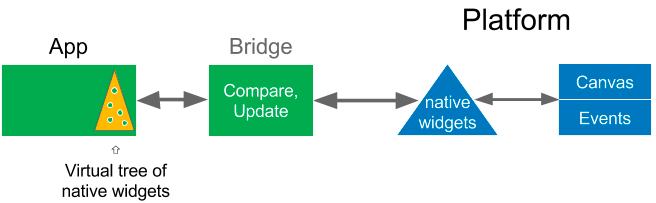 Platform
App
Bridge
Compare,
Update
native
widgets
Canvas
Events
Virtual tree of
native widgets